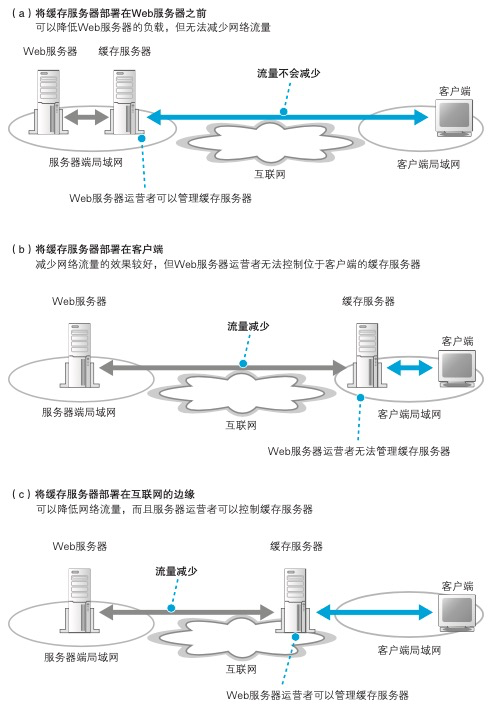 （a）将缓存服务器部署在Web服务器之前
可以降低Web服务器的负载，但无法减少网络流量
Web服务器
缓存服务器
流量不会减少
客户端
服务器端局域网
互联网
客户端局域网
Web服务器运营者可以管理缓存服务器
（b）将缓存服务器部署在客户端
减少网络流量的效果较好，但Web服务器运营者无法控制位于客户端的缓存服务器
Web服务器
缓存服务器
流量减少
客户端
服务器端局域网
互联网
客户端局域网
Web服务器运营者无法管理缓存服务器
（c）将缓存服务器部署在互联网的边缘
可以降低网络流量，而且服务器运营者可以控制缓存服务器
Web服务器
缓存服务器
流量减少
客户端
服务器端局域网
互联网
客户端局域网
Web服务器运营者可以管理缓存服务器